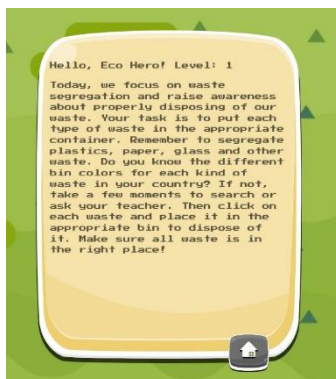 Hello, Eco Hero! Level: 1
Today, we focus on waste
segregation and raise awareness
about properly disposing of our
waste. Your task is to put each
type of waste in the appropriate
container. Remember to segregate
plastics, paper, glass and other
waste. Do you know the different
bin colors for each kind of
waste in your country? If not,
take a few moments to search or
ask your teacher. Then click on
each waste and place it in the
appropriate bin to dispose of
it. Make sure all waste is in
the right place!